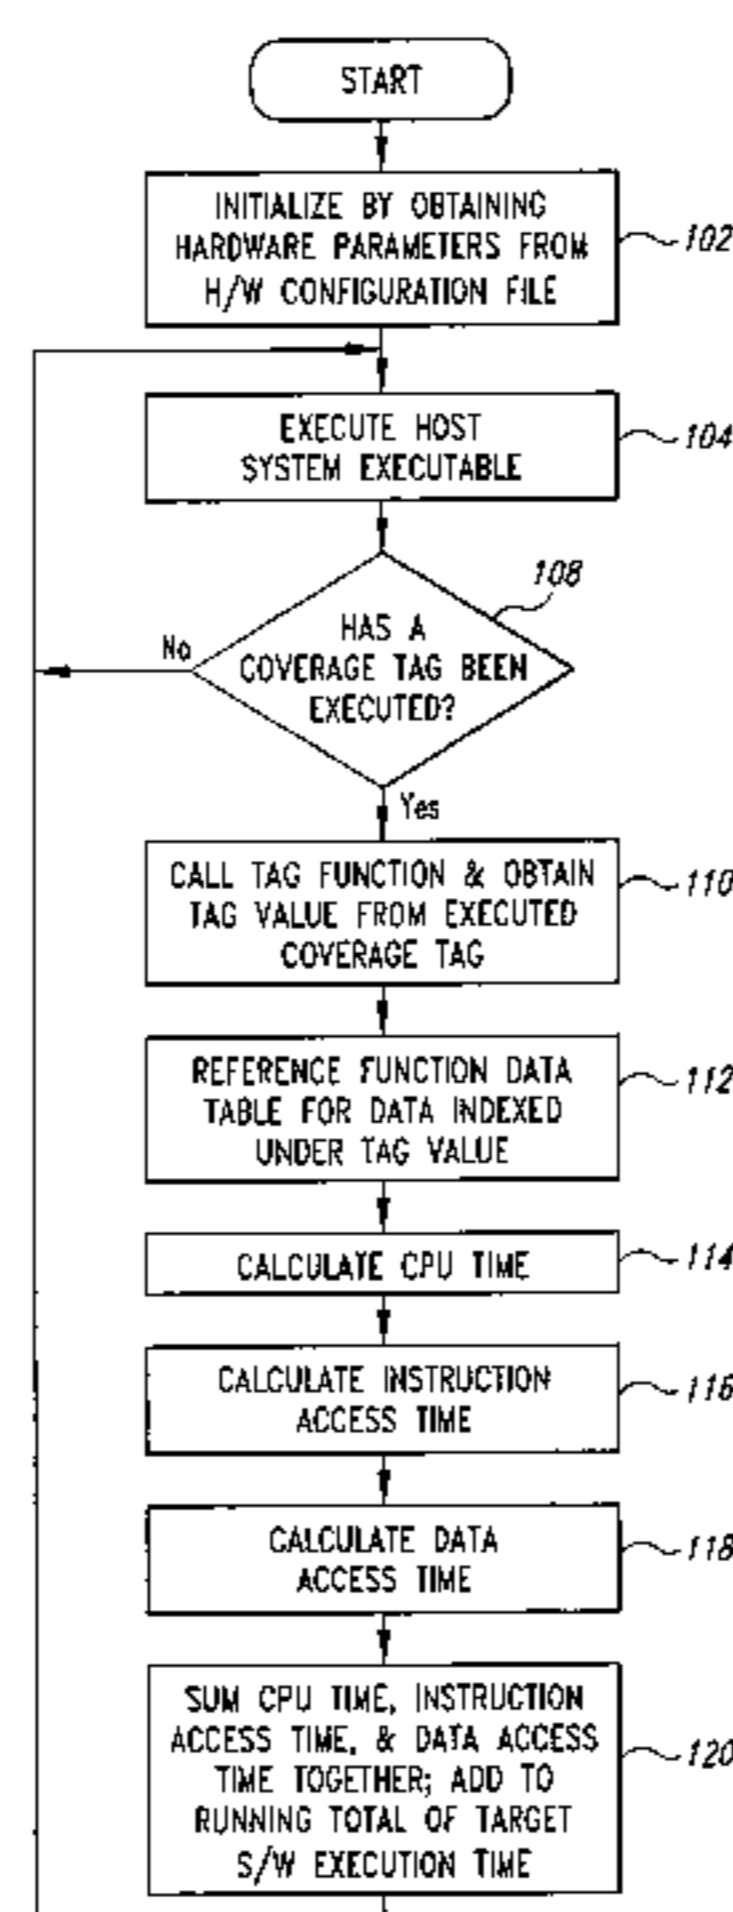 START
INITIALIZE BY OBTAINING
HARDWARE PARAMETERS FROM
H/W CONFIGURATION FILE
102
EXECUTE HOST
SYSTEM EXECUTABLE
104
108
HAS A
COVERAGE TAG BEEN
EXECUTED?
No
Yes
CALL TAG FUNCTION & OBTAIN
TAG VALUE FROM EXECUTED
COVERAGE TAG
110
REFERENCE FUNCTION DATA
TABLE FOR DATA INDEXED
UNDER TAG VALUE
112
CALCULATE CPU TIME
114
CALCULATE INSTRUCTION
ACCESS TIME
116
CALCULATE DATA
ACCESS TIME
118
SUM CPU TIME, INSTRUCTION
ACCESS TIME, & DATA ACCESS
TIME TOGETHER; ADD TO
RUNNING TOTAL OF TARGET
S/W EXECUTION TIME
120